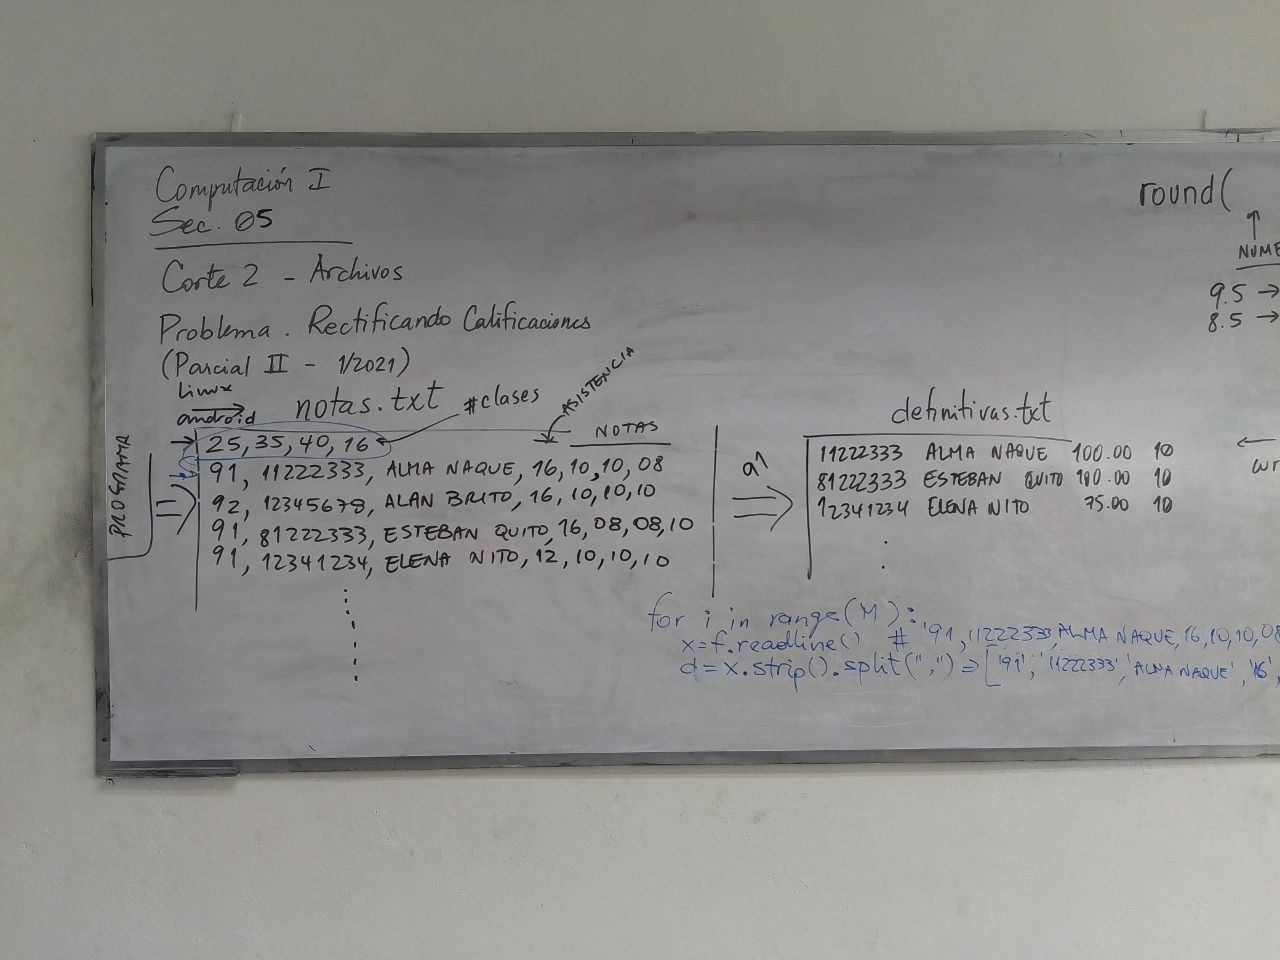 Computación I
Sec. 05
Corte 2 - Archivos
Problema. Rectificando Calificaciones
(Parcial II - 1/2021)
Linux
android
notas.txt
#clases
ASISTENCIA
NOTAS
PROGRAMA
25,35,40,16
91, 11222333, ALMA NAQUE, 16,10,10,08
92, 12345678, ALAN BRITO, 16,10,10,10
91, 81222333, ESTEBAN QUITO, 16,08,08,10
91, 12341234, ELENA NITO, 12,10,10,10
a)
definitivas.txt
11222333 ALMA NAQUE 100.00 10
81222333 ESTEBAN QUITO 100.00 10
12341234 ELENA NITO 75.00 10
for i in range(M):
x=f.readline() # '91,11222333,ALMA NAQUE,16,10,10,08
d=x.strip().split(",") ⇒ ['91','11222333','ALMA NAQUE','16',
round(
↑
NUME
9.5 →
8.5 →
←
wr